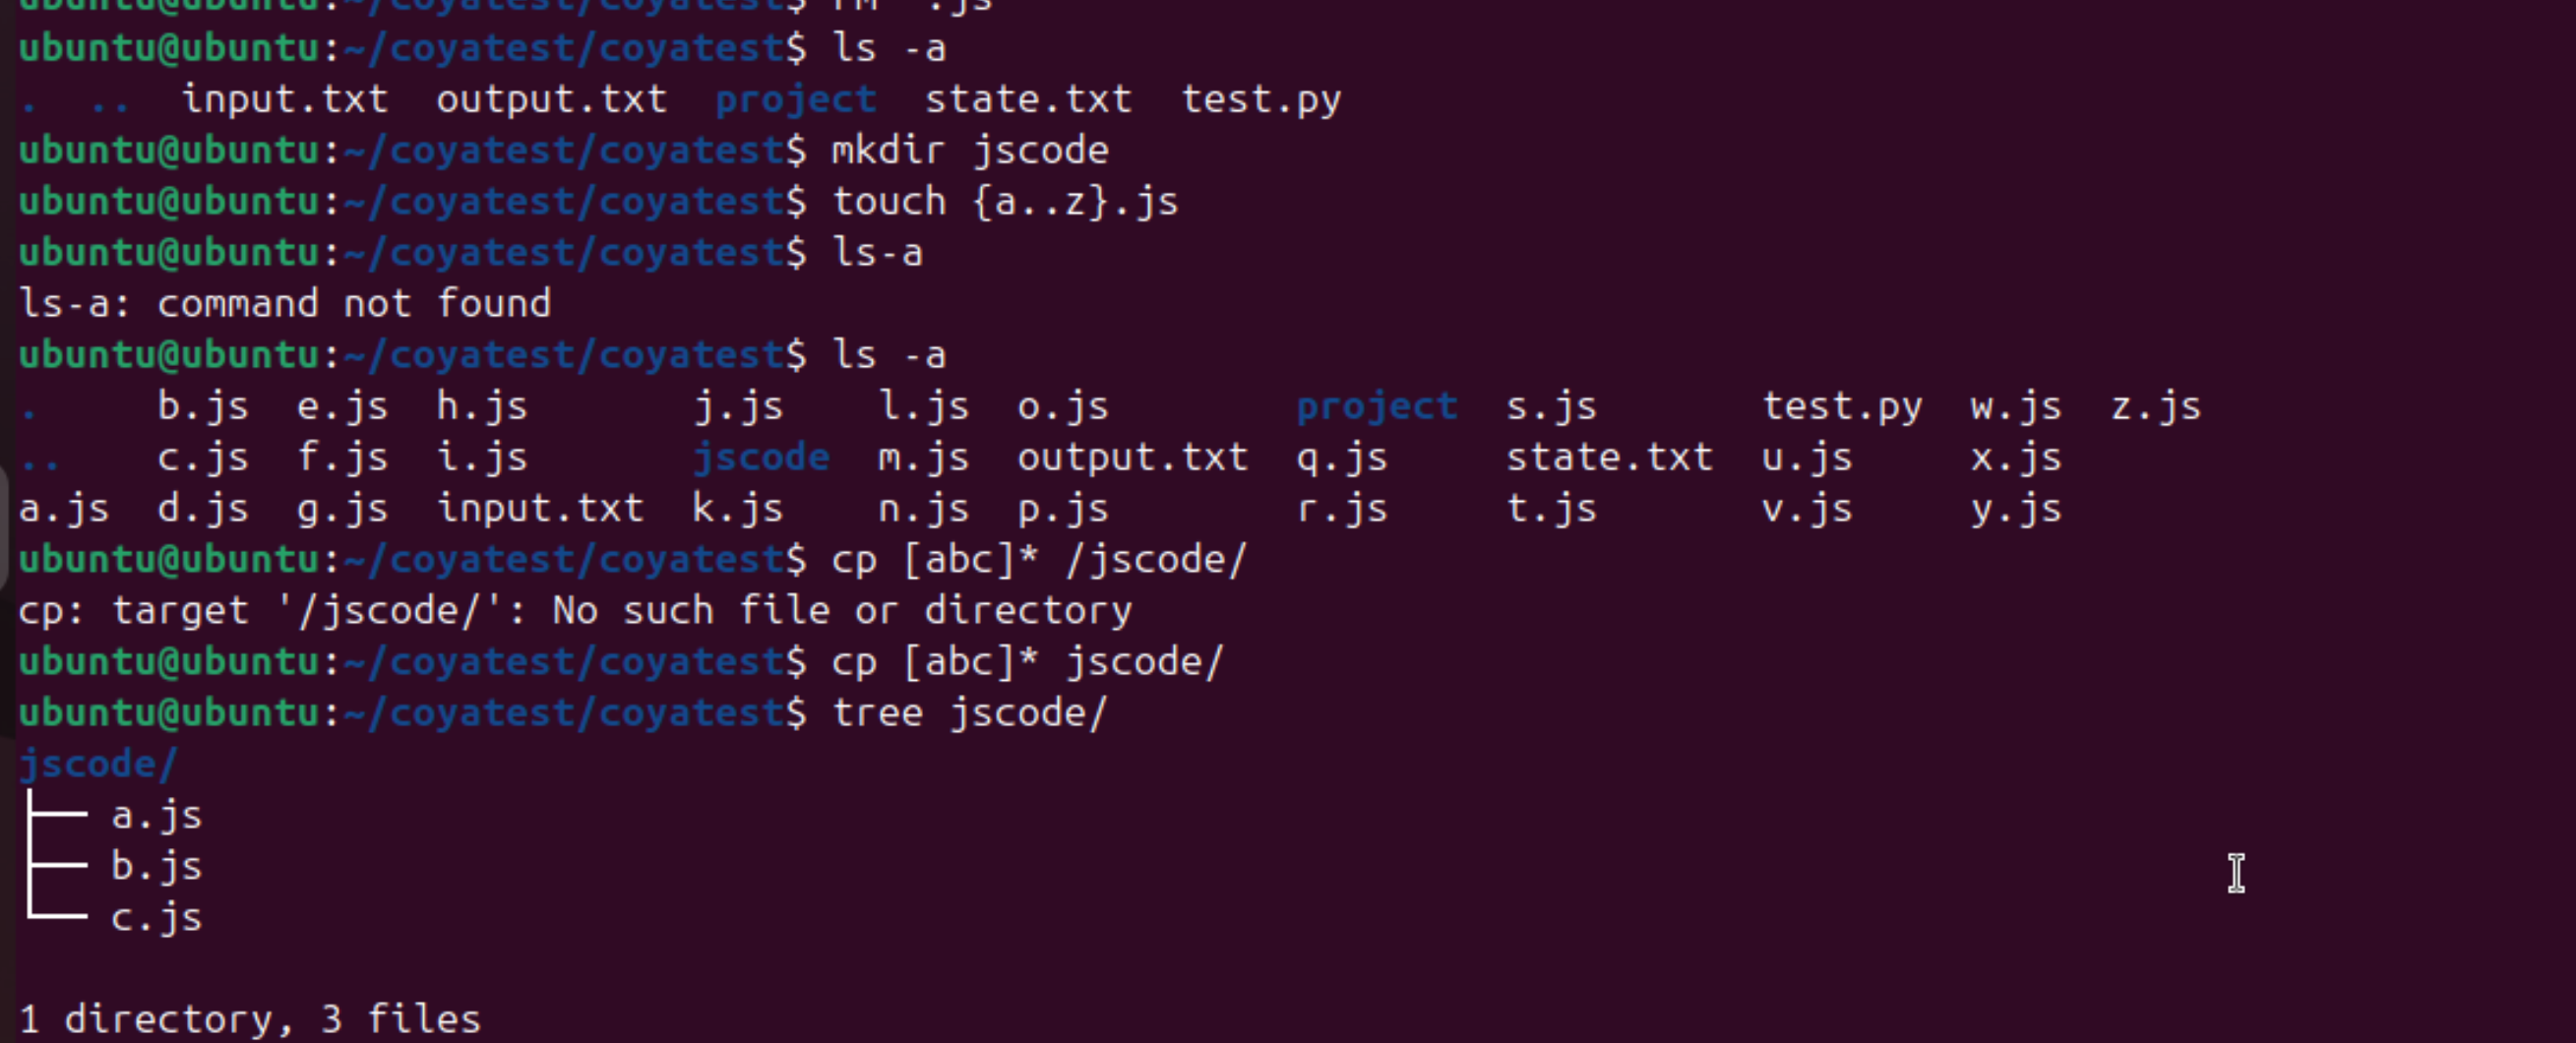 ubuntu@ubuntu:~/coyatest/coyatest$ rm *.js
ubuntu@ubuntu:~/coyatest/coyatest$ ls -a
.  ..  input.txt  output.txt  project  state.txt  test.py
ubuntu@ubuntu:~/coyatest/coyatest$ mkdir jscode
ubuntu@ubuntu:~/coyatest/coyatest$ touch {a..z}.js
ubuntu@ubuntu:~/coyatest/coyatest$ ls-a
ls-a: command not found
ubuntu@ubuntu:~/coyatest/coyatest$ ls -a
.     b.js  e.js  h.js       j.js    l.js  o.js        project  s.js       test.py  w.js  z.js
..    c.js  f.js  i.js       jscode  m.js  output.txt  q.js     state.txt  u.js     x.js
a.js  d.js  g.js  input.txt  k.js    n.js  p.js        r.js     t.js       v.js     y.js
ubuntu@ubuntu:~/coyatest/coyatest$ cp [abc]* /jscode/
cp: target '/jscode/': No such file or directory
ubuntu@ubuntu:~/coyatest/coyatest$ cp [abc]* jscode/
ubuntu@ubuntu:~/coyatest/coyatest$ tree jscode/
jscode/
├── a.js
├── b.js
└── c.js
1 directory, 3 files